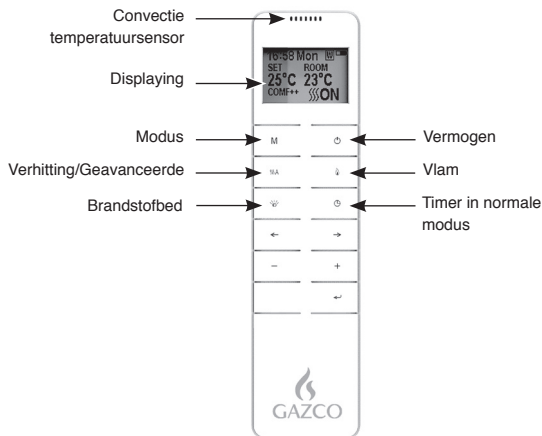 Convectie
temperatuursensor
16:58 Mon W
SET ROOM
25°C 23°C
COMF++ ON
Displaying
Modus
M
Vermogen
Verhitting/Geavanceerde
Vlam
Brandstofbed
Timer in normale
modus
← →
− +
GAZCO